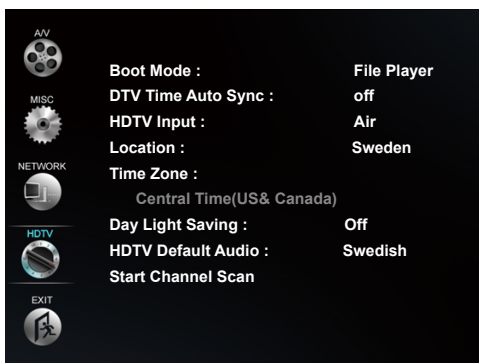 A/V
MISC
NETWORK
HDTV
EXIT
Boot Mode : File Player
DTV Time Auto Sync : off
HDTV Input : Air
Location : Sweden
Time Zone :
Central Time(US& Canada)
Day Light Saving : Off
HDTV Default Audio : Swedish
Start Channel Scan